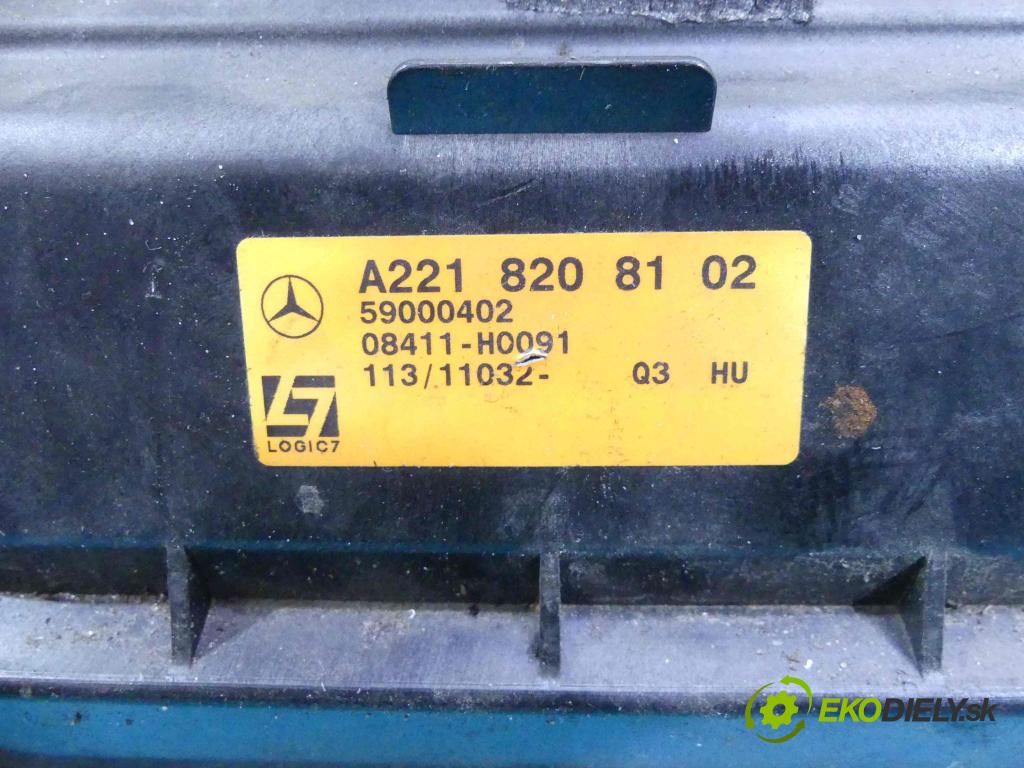 A221 820 81 02
59000402
08411-H0091
113/11032- Q3 HU
LOGIC7
EKODIELY.sk